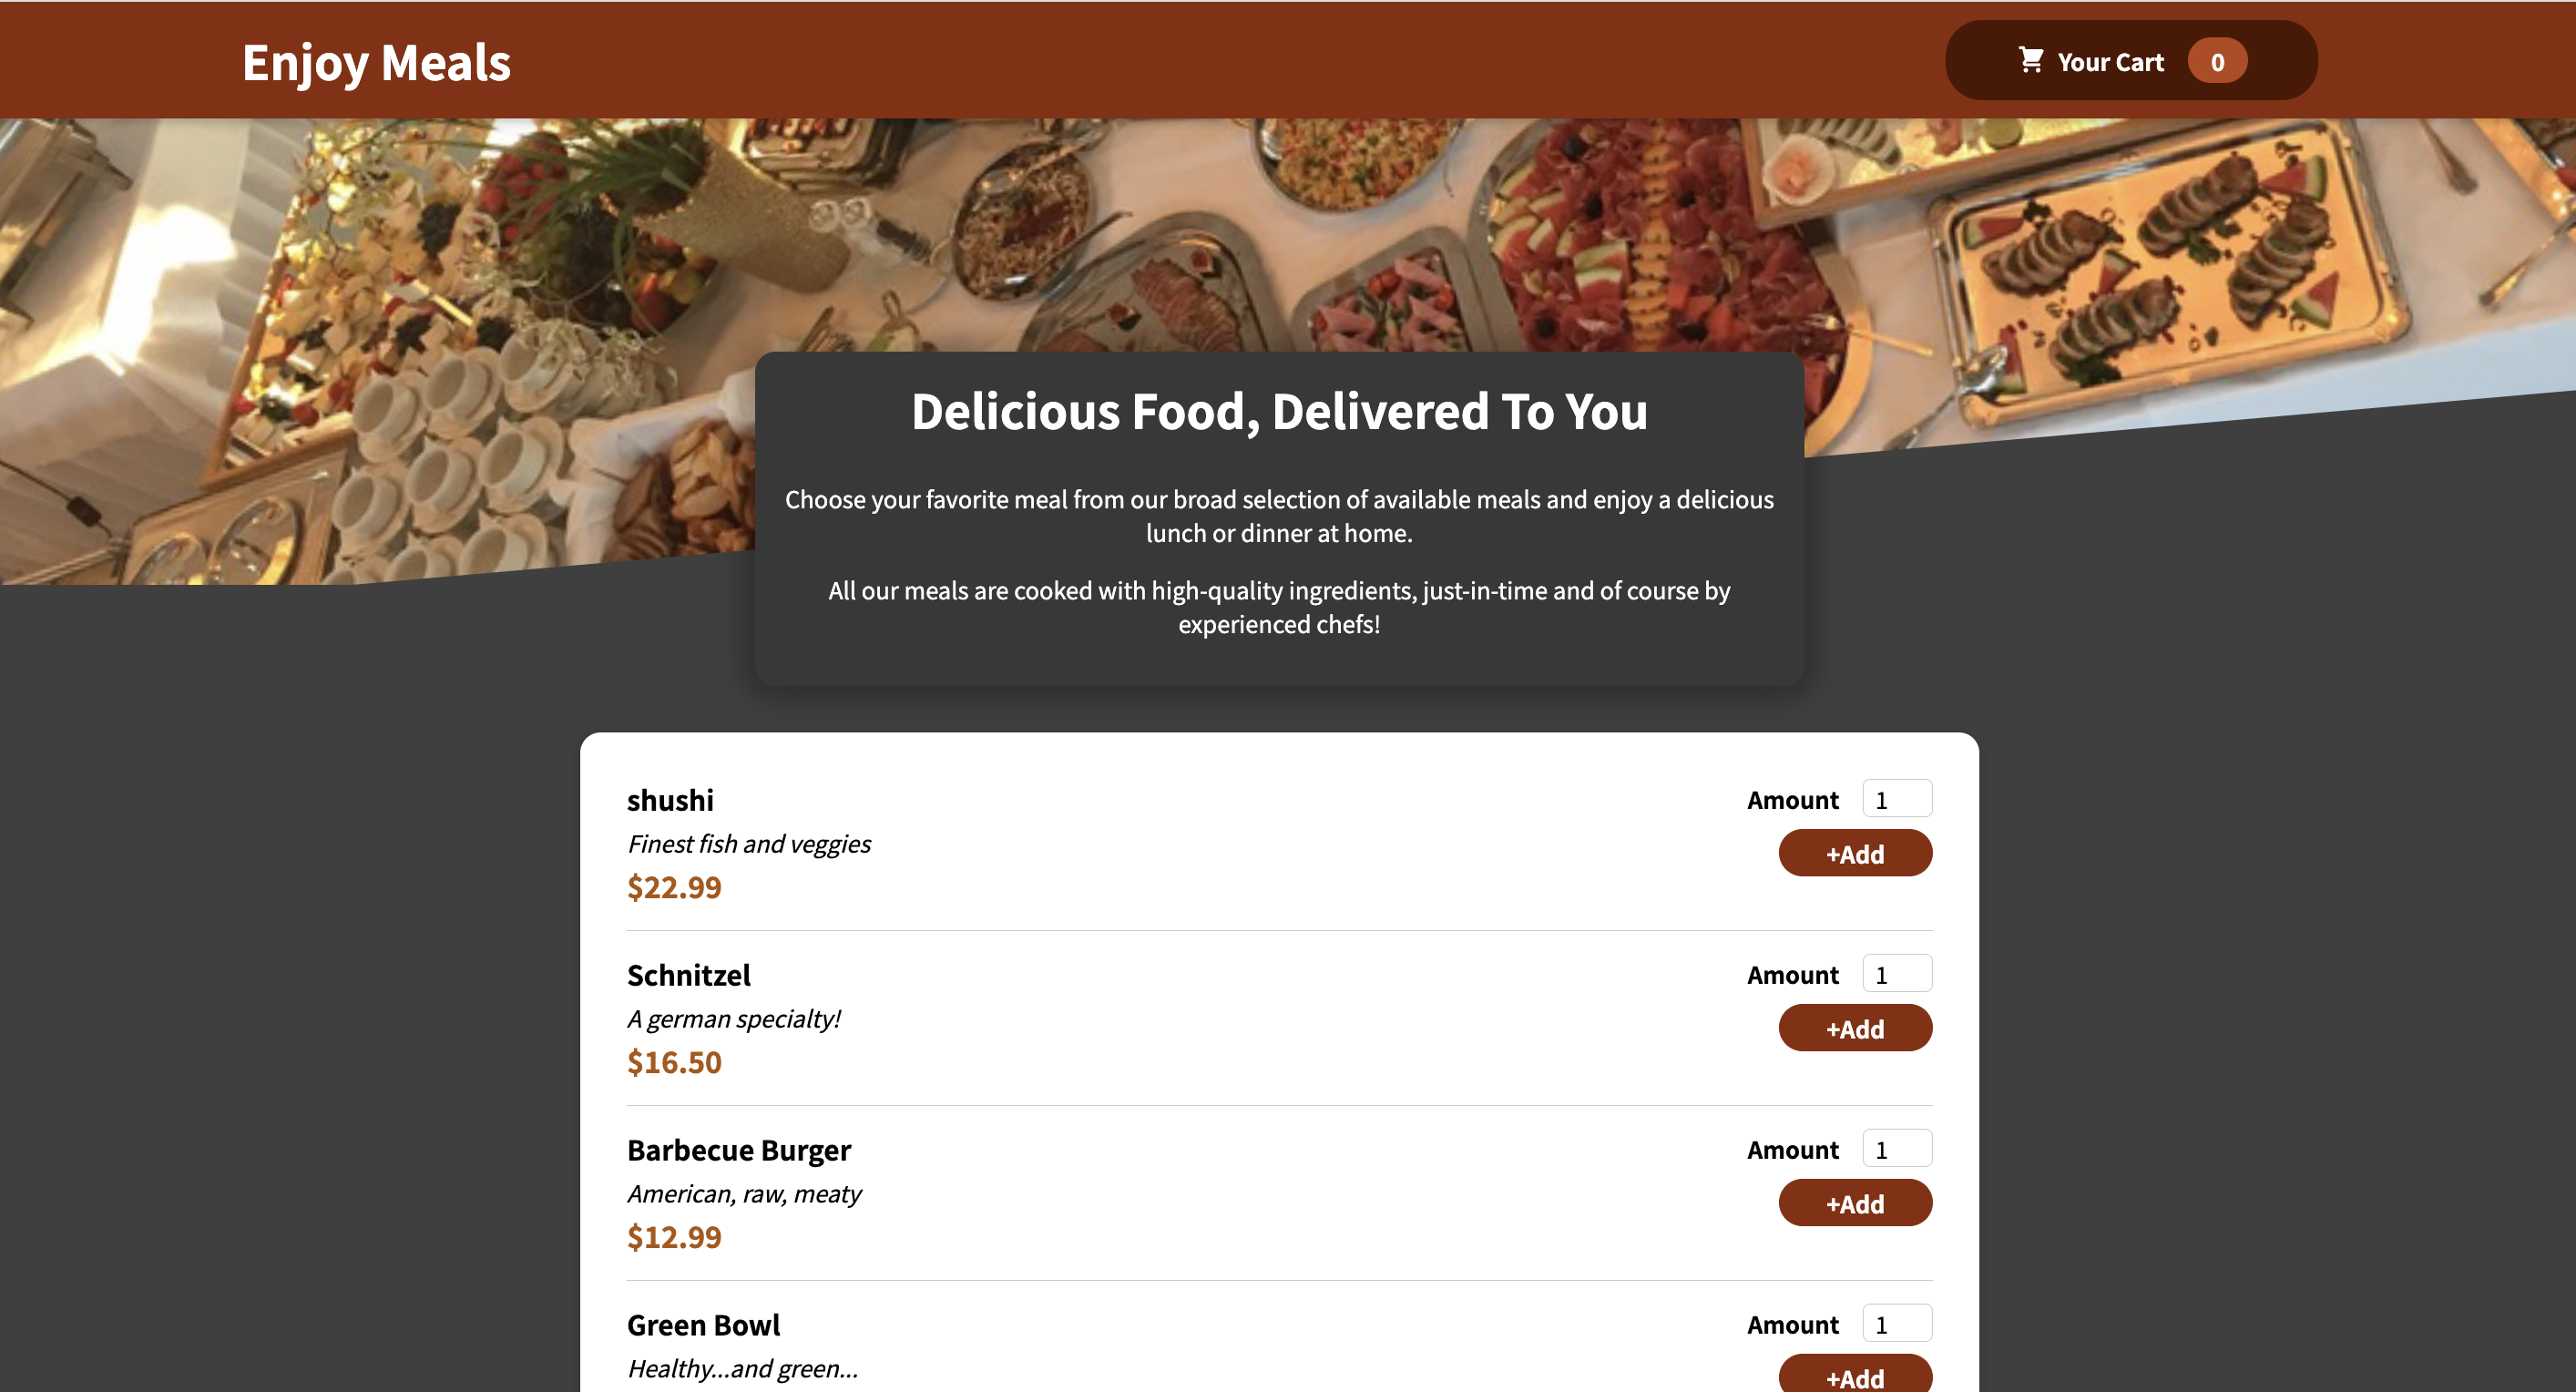 Enjoy Meals
Your Cart 0
Delicious Food, Delivered To You
Choose your favorite meal from our broad selection of available meals and enjoy a delicious
lunch or dinner at home.
All our meals are cooked with high-quality ingredients, just-in-time and of course by
experienced chefs!
shushi
Amount 1
Finest fish and veggies
+Add
$22.99
Schnitzel
Amount 1
A german specialty!
+Add
$16.50
Barbecue Burger
Amount 1
American, raw, meaty
+Add
$12.99
Green Bowl
Amount 1
Healthy...and green...
+Add